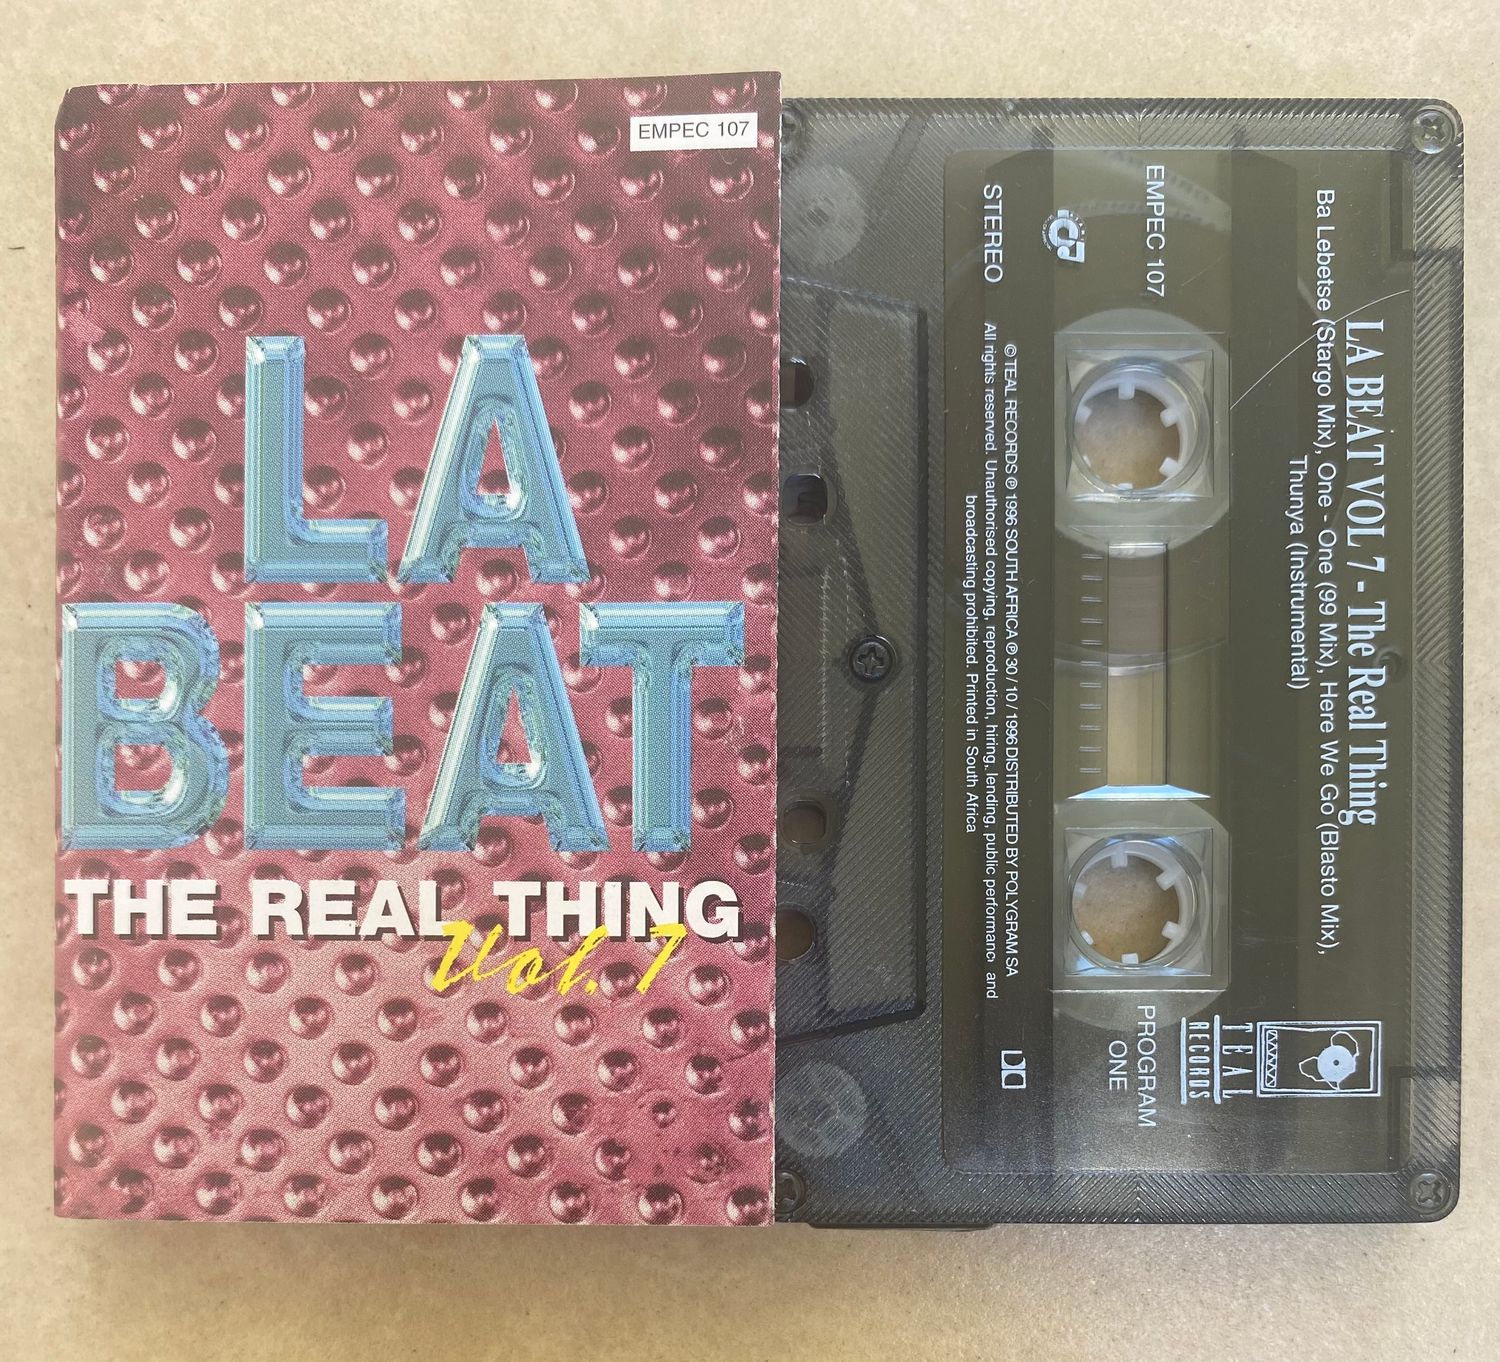 EMPEC 107
LA
BEAT
THE REAL THING
Vol. 7
LA BEAT VOL 7 - The Real Thing
Ba Lebetse (Stargo Mix), One - One (99 Mix), Here We Go (Blasto Mix),
Thunya (Instrumental)
EMPEC 107
STEREO
TEAL
RECORDS
PROGRAM
ONE
© TEAL RECORDS ℗ 1996 SOUTH AFRICA ℗ 30 / 10 / 1996 DISTRIBUTED BY POLYGRAM SA
All rights reserved. Unauthorised copying, reproduction, hiring, lending, public performanc and
broadcasting prohibited. Printed in South Africa